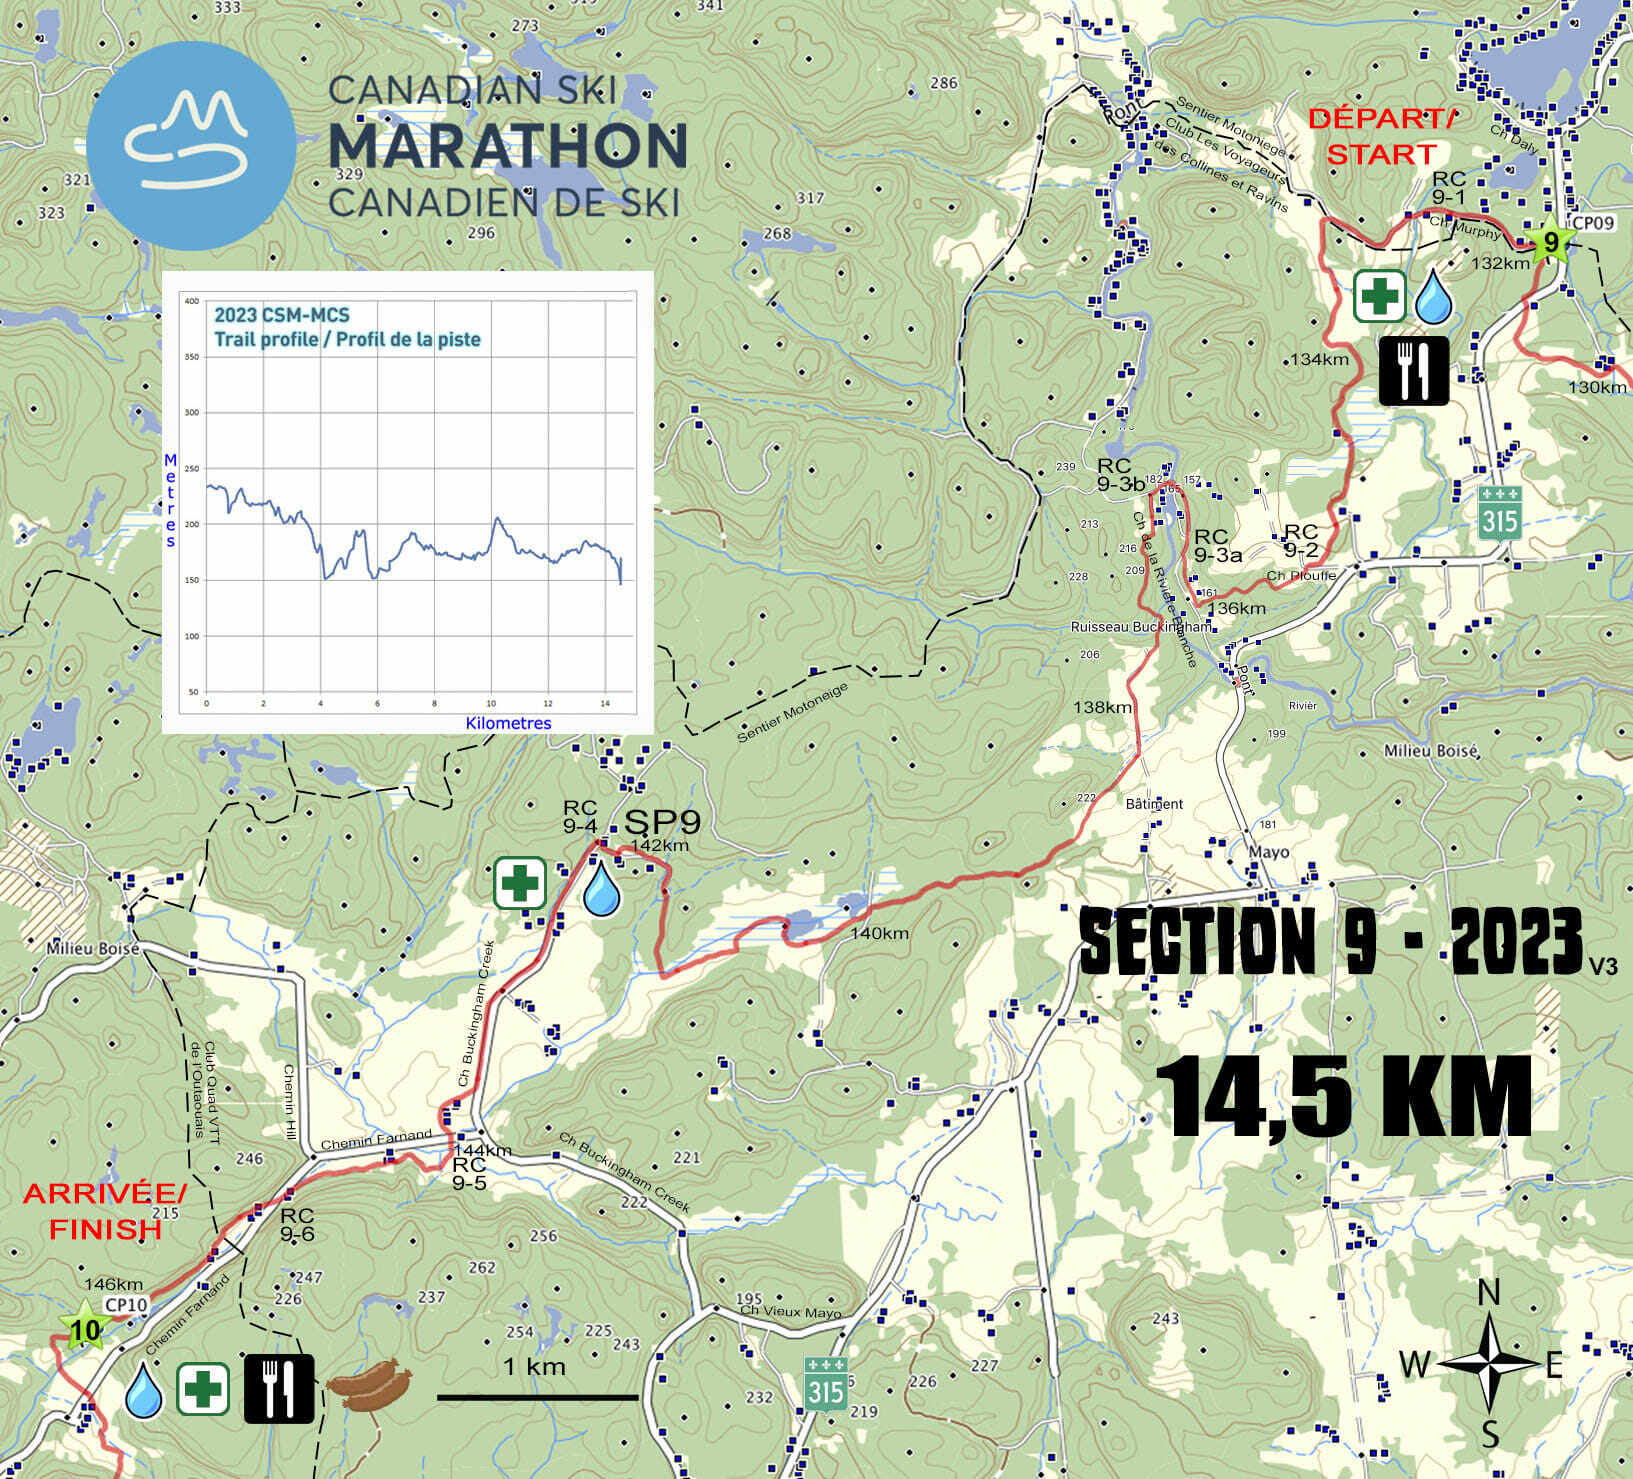 333
273
341
286
CANADIAN SKI
MARATHON
CANADIEN DE SKI
321
323
329
296
317
268
Pont
Sentier Motoneige
Club Les Voyageurs
des Collines et Ravins
DÉPART/
START
RC
9-1
Ch Murphy
Ch Daly
CP09
9
132km
130km
134km
315
2023 CSM-MCS
Trail profile / Profil de la piste
Metres
400
350
300
250
200
150
100
50
0
2
4
6
8
10
12
14
Kilometres
239
RC
9-3b
182
165
157
213
216
209
228
206
RC
9-3a
RC
9-2
Ch Plouffe
161
136km
Ch de la Rivière Blanche
Ruisseau Buckingham
Pont
Rivièr
199
Milieu Boisé
138km
222
Bâtiment
181
Mayo
Sentier Motoneige
RC
9-4
SP9
142km
140km
SECTION 9 - 2023
V3
14,5 KM
Milieu Boisé
Club Quad VTT
de l'Outaouais
Chemin Hill
Ch Buckingham Creek
Chemin Farnand
144km
RC
9-5
Ch Buckingham Creek
221
222
246
ARRIVÉE/
FINISH
215
RC
9-6
256
262
247
226
237
146km
CP10
10
Chemin Farnand
254
225
243
195
Ch Vieux Mayo
243
227
226
232
219
315
1 km
N
W
E
S